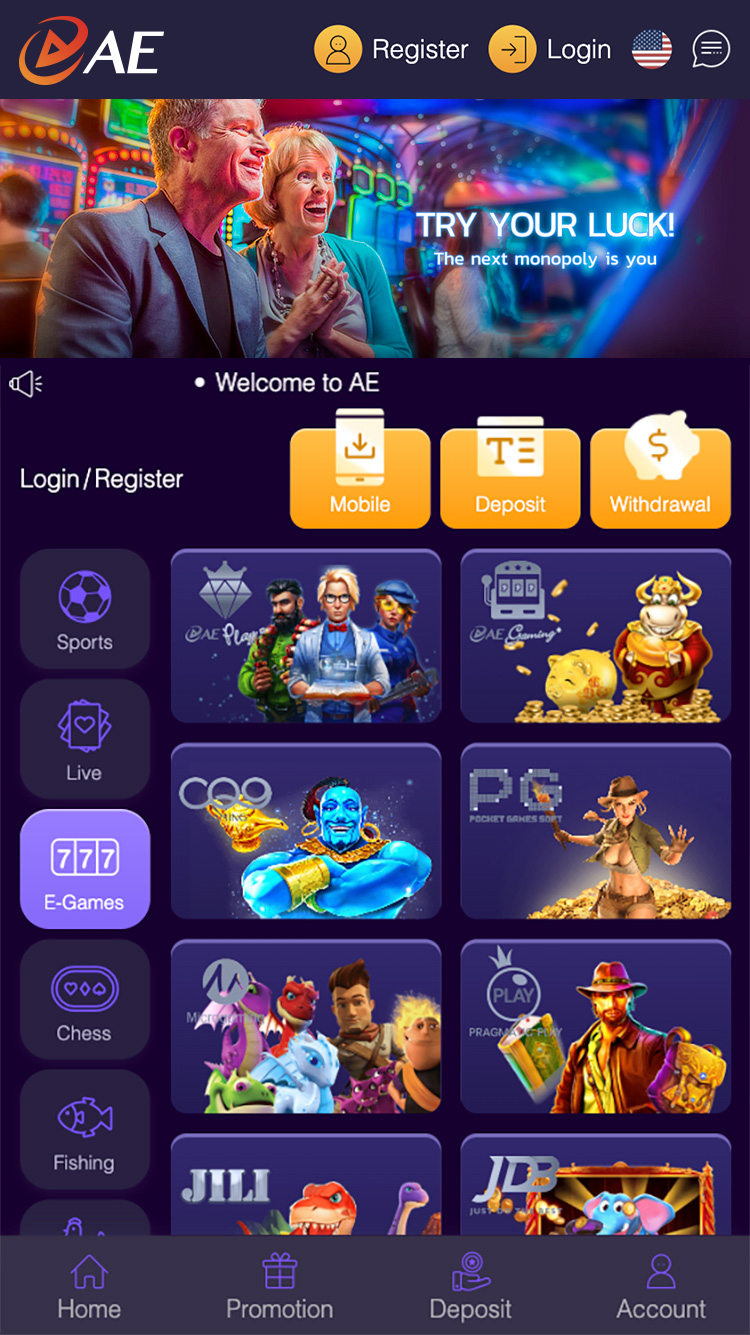 AE
Register
Login
TRY YOUR LUCK!
The next monopoly is you
• Welcome to AE
Login/Register
Mobile
Deposit
Withdrawal
Sports
Live
777
E-Games
Chess
Fishing
AE
AE Gaming+
CQ9
PG
POCKET GAMES SOFT
Microgaming
PLAY
PRAGMATIC PLAY
JILI
JDB
Home
Promotion
Deposit
Account